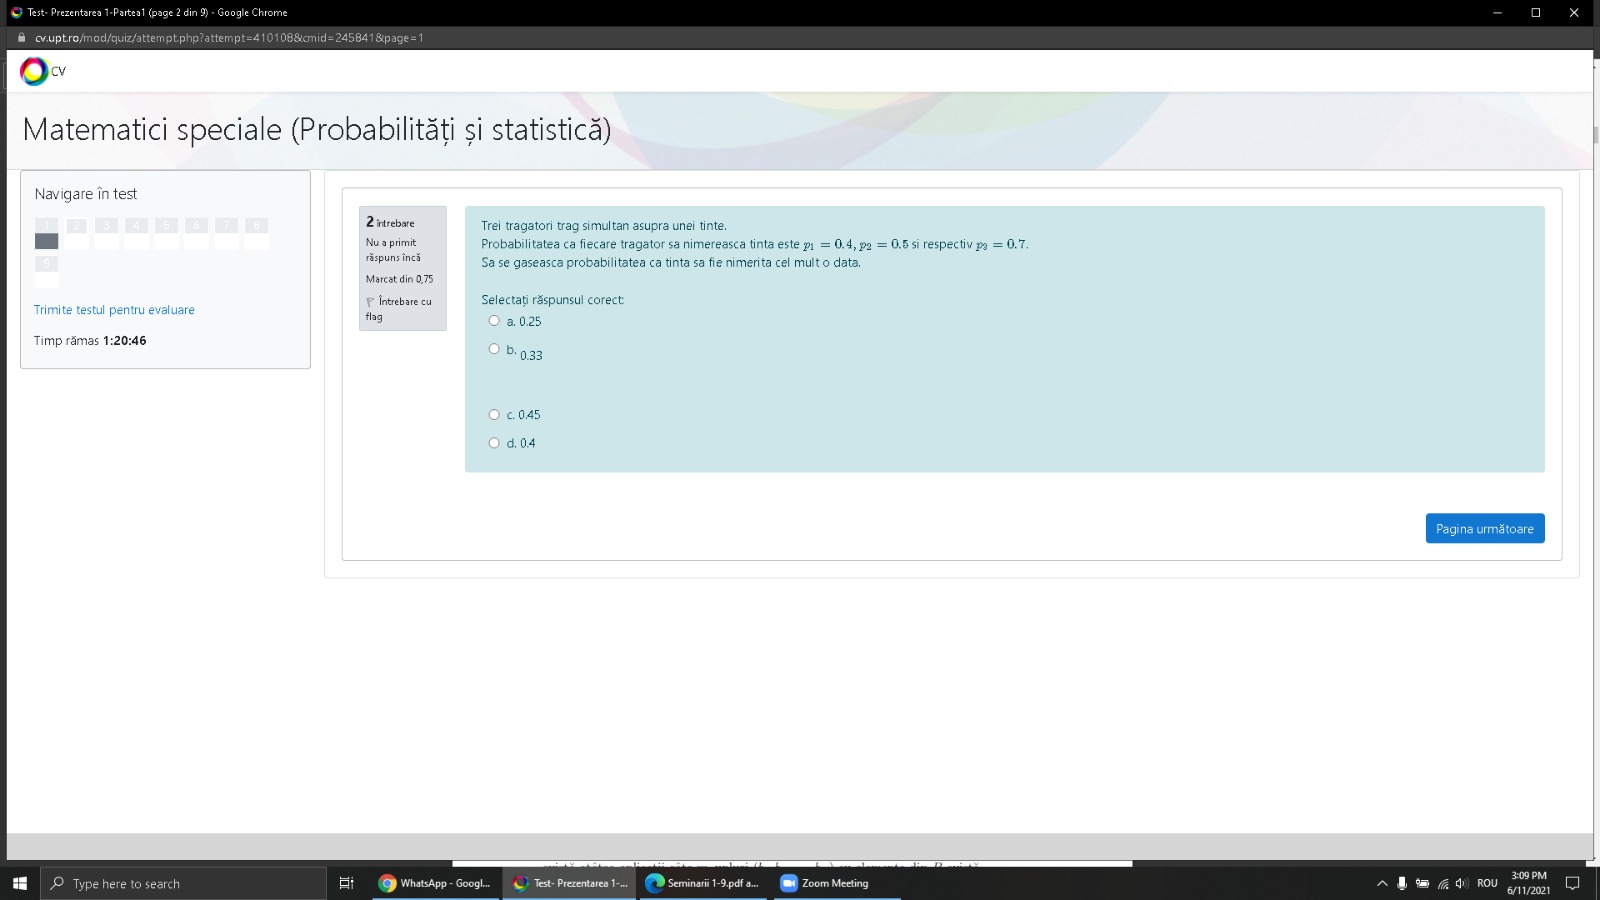 Test- Prezentarea 1-Partea1 (page 2 din 9) - Google Chrome
cv.upt.ro/mod/quiz/attempt.php?attempt=410108&cmid=245841&page=1
CV
Matematici speciale (Probabilități și statistică)
Navigare în test
1 2 3 4 5 6 7 8
9
Trimite testul pentru evaluare
Timp rămas 1:20:46
2 întrebare
Nu a primit
răspuns încă
Marcat din 0,75
Întrebare cu
flag
Trei tragatori trag simultan asupra unei tinte.
Probabilitatea ca fiecare tragator sa nimereasca tinta este p₁ = 0.4, p₂ = 0.5 si respectiv p₃ = 0.7.
Sa se gaseasca probabilitatea ca tinta sa fie nimerita cel mult o data.
Selectați răspunsul corect:
a. 0.25
b. 0.33
c. 0.45
d. 0.4
Pagina următoare
Type here to search
WhatsApp - Googl...
Test- Prezentarea 1-...
Seminarii 1-9.pdf a...
Zoom Meeting
ROU
3:09 PM
6/11/2021